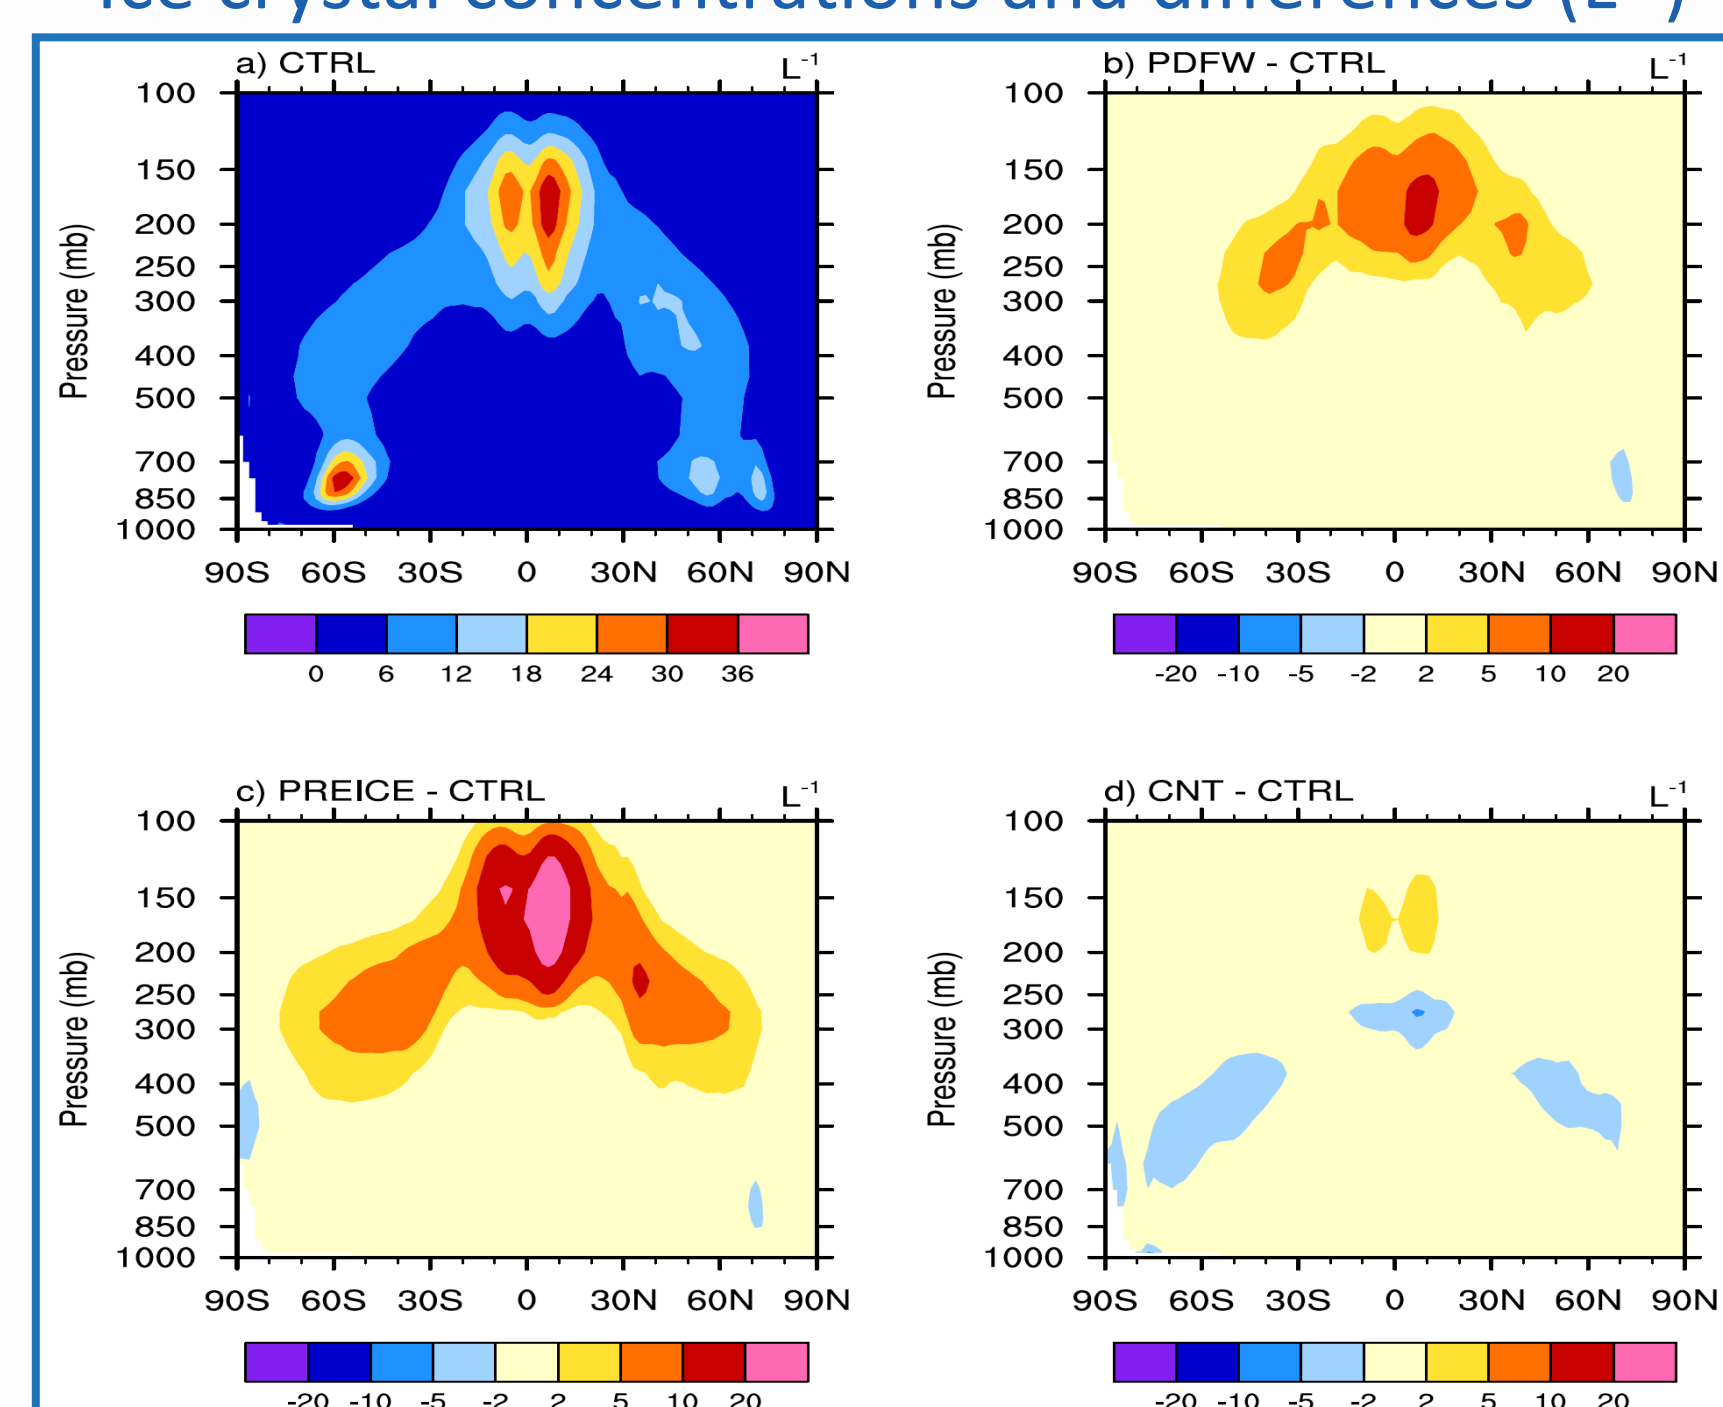 Ice crystal concentrations and differences (L⁻¹)
a) CTRL L⁻¹
100
150
200
250
300
400
500
700
850
1000
Pressure (mb)
90S 60S 30S 0 30N 60N 90N
0 6 12 18 24 30 36
b) PDFW - CTRL L⁻¹
100
150
200
250
300
400
500
700
850
1000
Pressure (mb)
90S 60S 30S 0 30N 60N 90N
-20 -10 -5 -2 2 5 10 20
c) PREICE - CTRL L⁻¹
100
150
200
250
300
400
500
700
850
1000
Pressure (mb)
90S 60S 30S 0 30N 60N 90N
-20 -10 -5 -2 2 5 10 20
d) CNT - CTRL L⁻¹
100
150
200
250
300
400
500
700
850
1000
Pressure (mb)
90S 60S 30S 0 30N 60N 90N
-20 -10 -5 -2 2 5 10 20